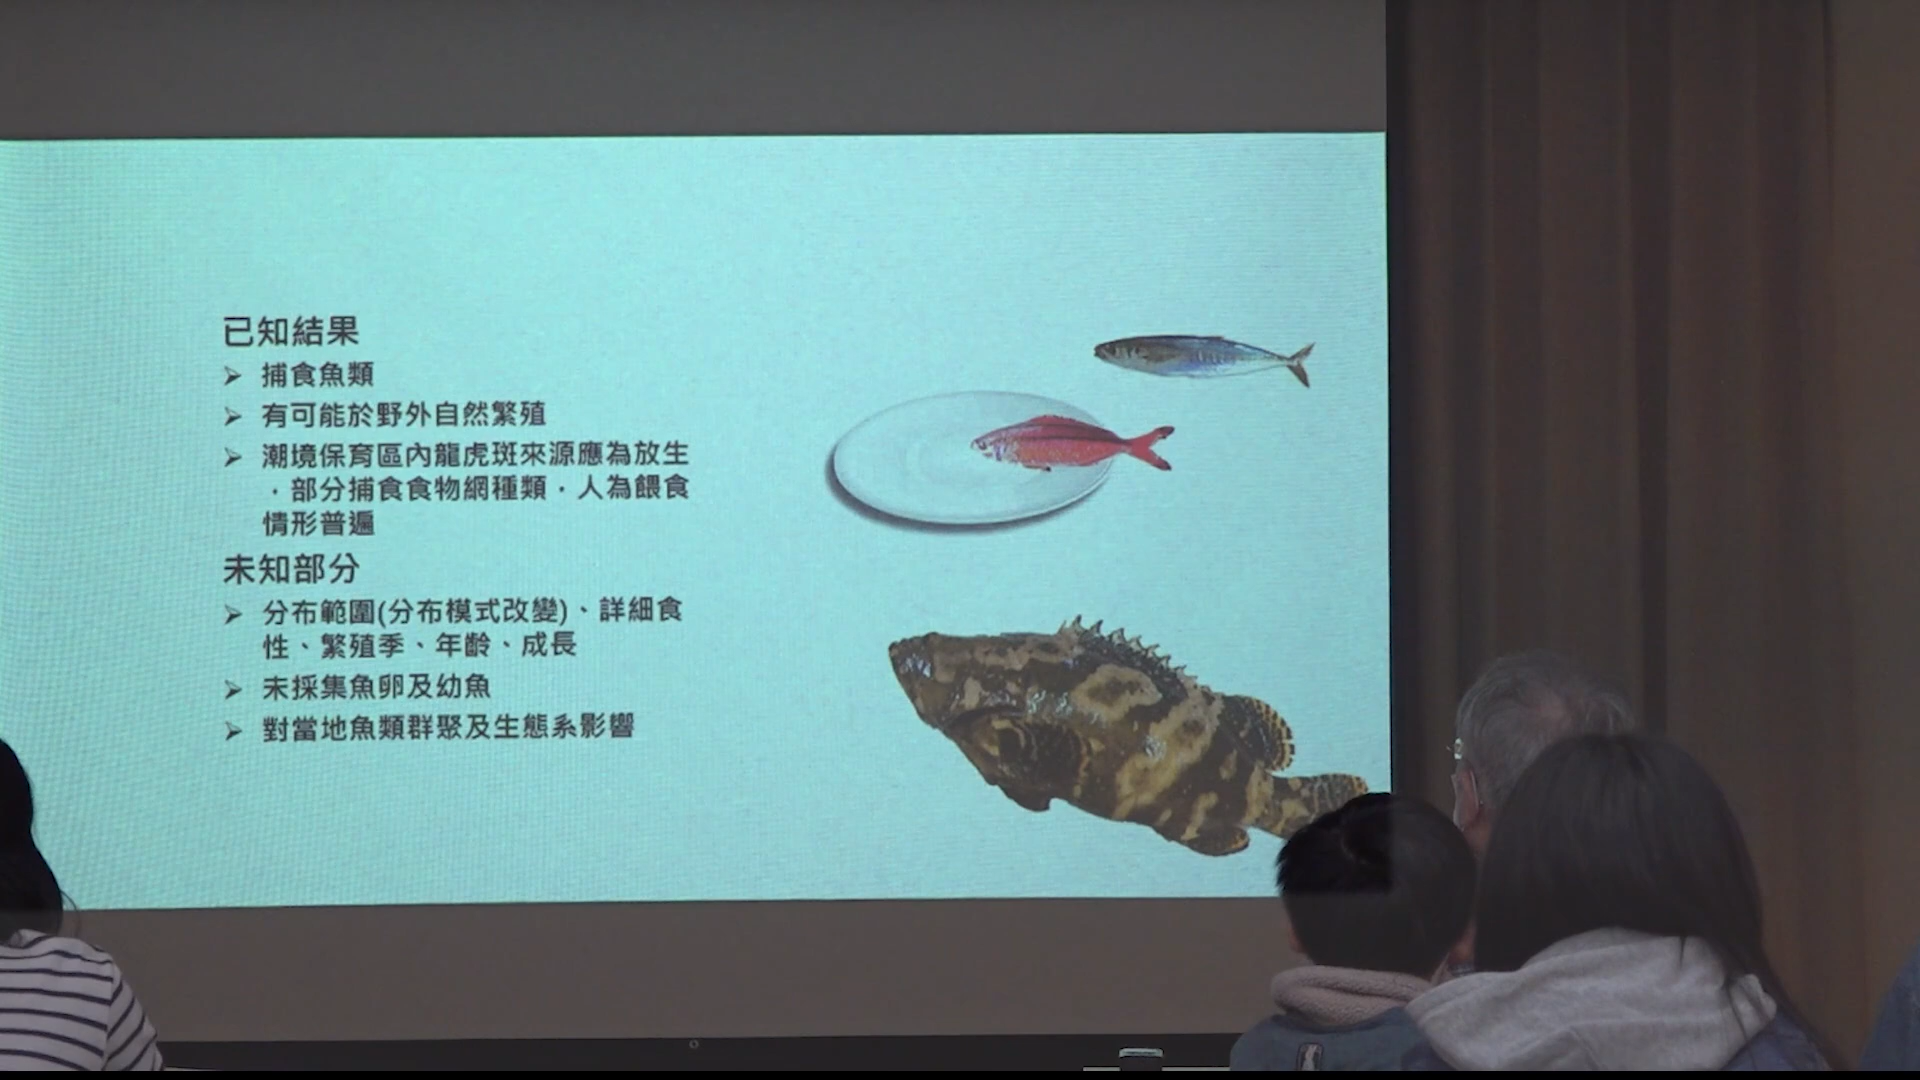 已知結果
➢ 捕食魚類
➢ 有可能於野外自然繁殖
➢ 潮境保育區內龍虎斑來源應為放生
，部分捕食食物網種類，人為餵食
情形普遍
未知部分
➢ 分布範圍(分布模式改變)、詳細食
性、繁殖季、年齡、成長
➢ 未採集魚卵及幼魚
➢ 對當地魚類群聚及生態系影響